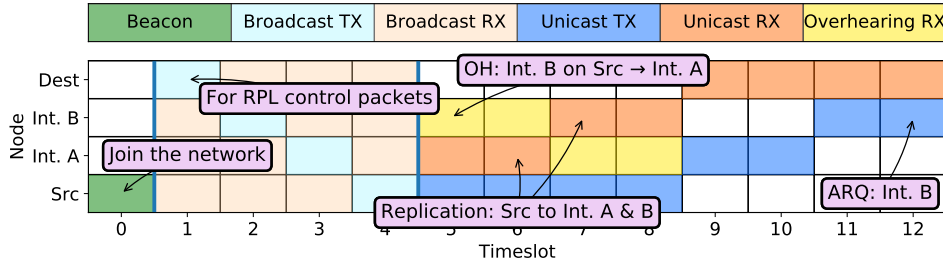 Beacon Broadcast TX Broadcast RX Unicast TX Unicast RX Overhearing RX
Dest
OH: Int. B on Src → Int. A
For RPL control packets
Int. B
Node
Join the network
Int. A
Src
ARQ: Int. B
Replication: Src to Int. A & B
0 1 2 3 4 5 6 7 8 9 10 11 12
Timeslot